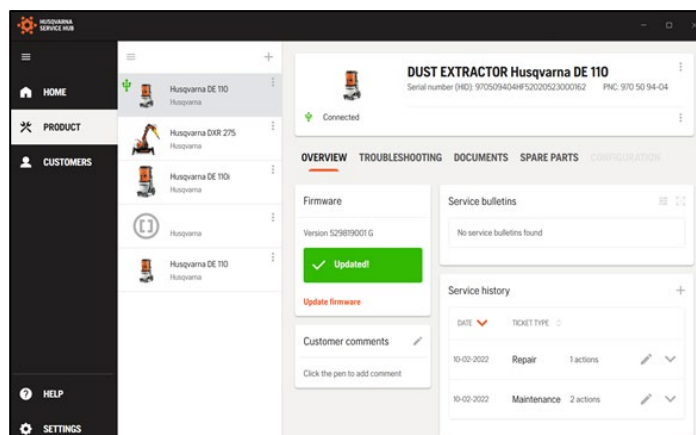 HUSQVARNA
SERVICE HUB
HOME
PRODUCT
CUSTOMERS
HELP
SETTINGS
Husqvarna DE 110
Husqvarna
Husqvarna DXR 275
Husqvarna
Husqvarna DE 110i
Husqvarna
Husqvarna
Husqvarna DE 110
Husqvarna
DUST EXTRACTOR Husqvarna DE 110
Serial number (HID): 970509404HF52020523000162 PNC: 970 50 94-04
Connected
OVERVIEW TROUBLESHOOTING DOCUMENTS SPARE PARTS CONFIGURATION
Firmware
Version 529819001 G
Updated!
Update firmware
Customer comments
Click the pen to add comment
Service bulletins
No service bulletins found
Service history
DATE TICKET TYPE
10-02-2022 Repair 1 actions
10-02-2022 Maintenance 2 actions